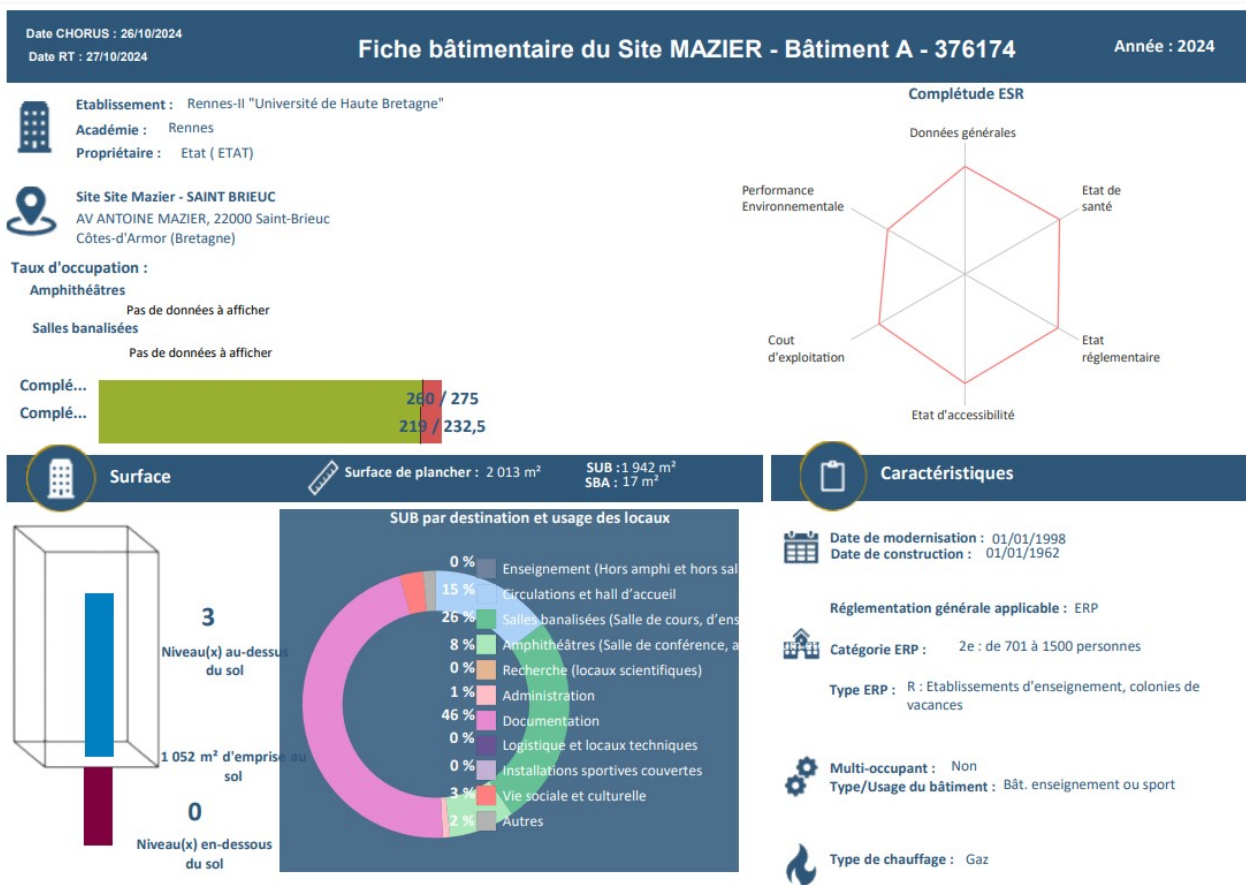 Date CHORUS : 26/10/2024
Date RT : 27/10/2024
Fiche bâtimentaire du Site MAZIER - Bâtiment A - 376174
Année : 2024
Etablissement : Rennes-II "Université de Haute Bretagne"
Académie : Rennes
Propriétaire : Etat ( ETAT)
Site Site Mazier - SAINT BRIEUC
AV ANTOINE MAZIER, 22000 Saint-Brieuc
Côtes-d'Armor (Bretagne)
Taux d'occupation :
Amphithéâtres
Pas de données à afficher
Salles banalisées
Pas de données à afficher
Complé... 260 / 275
Complé... 219 / 232,5
Complétude ESR
Données générales
Etat de
santé
Etat
réglementaire
Etat d'accessibilité
Cout
d'exploitation
Performance
Environnementale
Surface
Surface de plancher : 2 013 m²
SUB : 1 942 m²
SBA : 17 m²
3
Niveau(x) au-dessus
du sol
1 052 m² d'emprise au
sol
0
Niveau(x) en-dessous
du sol
SUB par destination et usage des locaux
0 % Enseignement (Hors amphi et hors sal
15 % Circulations et hall d'accueil
26 % Salles banalisées (Salle de cours, d'ens
8 % Amphithéâtres (Salle de conférence, a
0 % Recherche (locaux scientifiques)
1 % Administration
46 % Documentation
0 % Logistique et locaux techniques
0 % Installations sportives couvertes
3 % Vie sociale et culturelle
2 % Autres
Caractéristiques
Date de modernisation : 01/01/1998
Date de construction : 01/01/1962
Réglementation générale applicable : ERP
Catégorie ERP : 2e : de 701 à 1500 personnes
Type ERP : R : Etablissements d'enseignement, colonies de
vacances
Multi-occupant : Non
Type/Usage du bâtiment : Bât. enseignement ou sport
Type de chauffage : Gaz